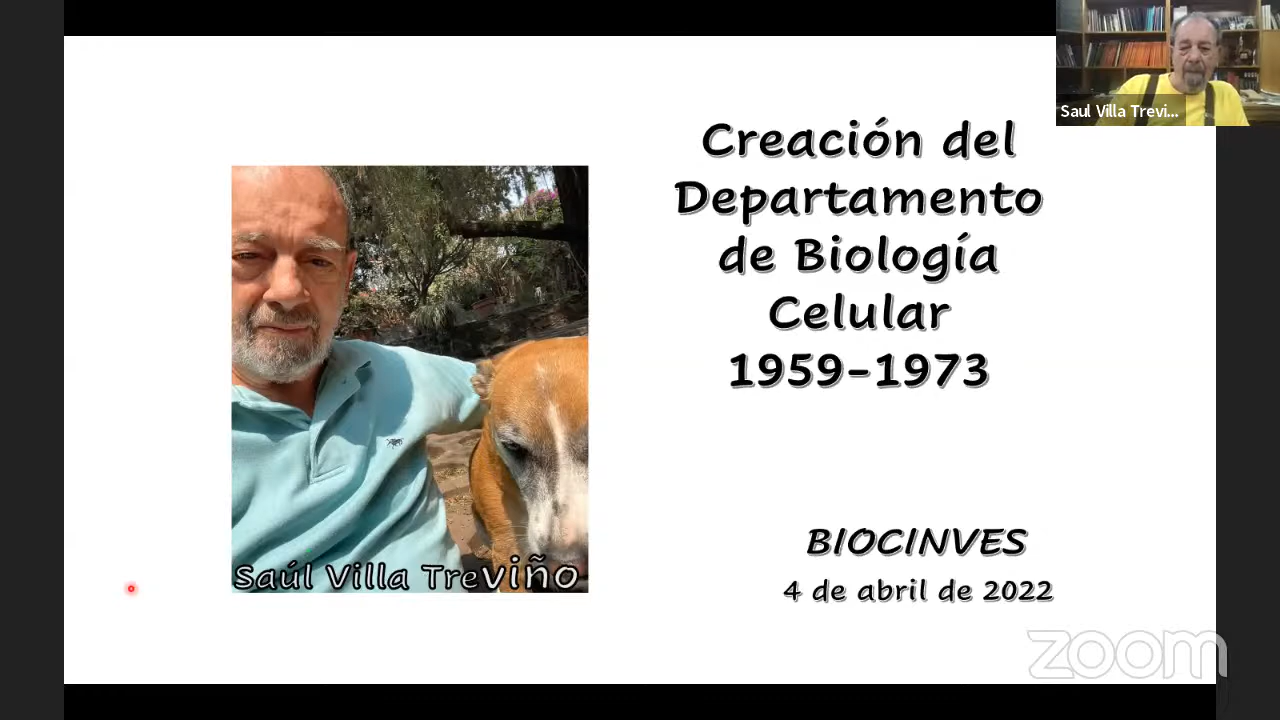 Saul Villa Trevi...
Creación del
Departamento
de Biología
Celular
1959-1973
Saúl Villa Treviño
BIOCINVES
4 de abril de 2022
zoom